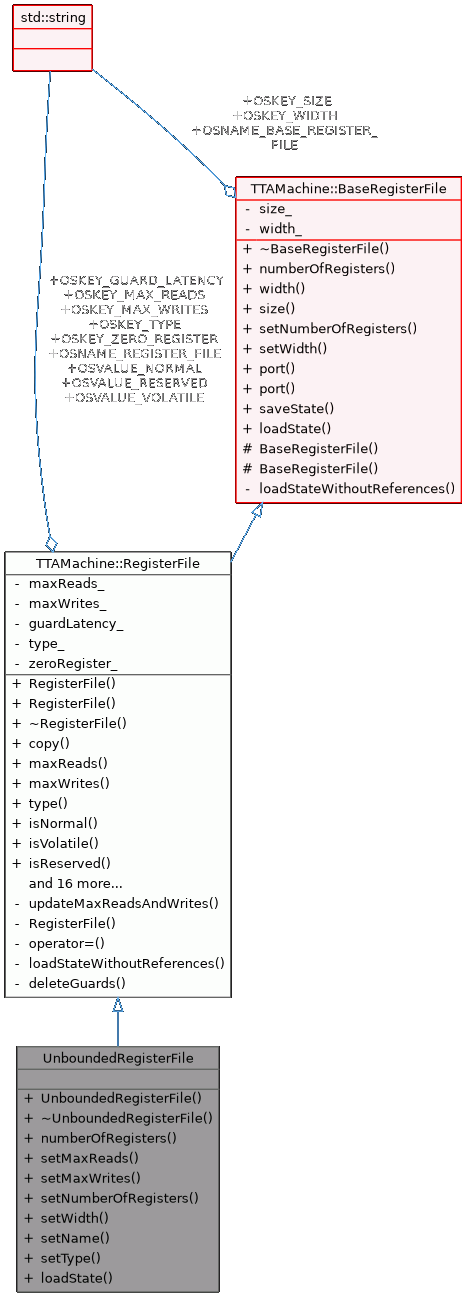 std::string
+OSKEY_SIZE
+OSKEY_WIDTH
+OSNAME_BASE_REGISTER_
FILE
TTAMachine::BaseRegisterFile
- size_
- width_
+ ~BaseRegisterFile()
+ numberOfRegisters()
+ width()
+ size()
+ setNumberOfRegisters()
+ setWidth()
+ port()
+ port()
+ saveState()
+ loadState()
# BaseRegisterFile()
# BaseRegisterFile()
- loadStateWithoutReferences()
+OSKEY_GUARD_LATENCY
+OSKEY_MAX_READS
+OSKEY_MAX_WRITES
+OSKEY_TYPE
+OSKEY_ZERO_REGISTER
+OSNAME_REGISTER_FILE
+OSVALUE_NORMAL
+OSVALUE_RESERVED
+OSVALUE_VOLATILE
TTAMachine::RegisterFile
- maxReads_
- maxWrites_
- guardLatency_
- type_
- zeroRegister_
+ RegisterFile()
+ RegisterFile()
+ ~RegisterFile()
+ copy()
+ maxReads()
+ maxWrites()
+ type()
+ isNormal()
+ isVolatile()
+ isReserved()
and 16 more...
- updateMaxReadsAndWrites()
- RegisterFile()
- operator=()
- loadStateWithoutReferences()
- deleteGuards()
UnboundedRegisterFile
+ UnboundedRegisterFile()
+ ~UnboundedRegisterFile()
+ numberOfRegisters()
+ setMaxReads()
+ setMaxWrites()
+ setNumberOfRegisters()
+ setWidth()
+ setName()
+ setType()
+ loadState()